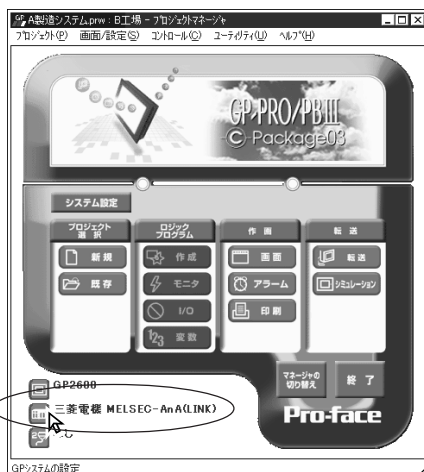 A製造システム.prw : B工場 - プロジェクトマネージャ
プロジェクト(P) 画面/設定(S) コントロール(C) ユーティリティ(U) ヘルプ(H)
GP-PRO/PBⅢ
C-Package03
システム設定
プロジェクト選択
新規
既存
ロジックプログラム
作成
モニタ
I/O
変数
作画
画面
アラーム
印刷
転送
転送
シミュレーション
マネージャの切り替え
終了
GP2600
三菱電機 MELSEC-AnA(LINK)
Pro-face
GPシステムの設定